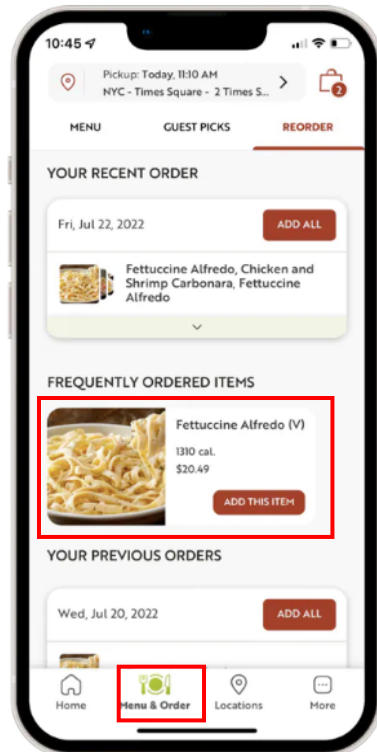 10:45
Pickup: Today, 11:10 AM
NYC - Times Square - 2 Times S...
2
MENU GUEST PICKS REORDER
YOUR RECENT ORDER
Fri, Jul 22, 2022 ADD ALL
Fettuccine Alfredo, Chicken and
Shrimp Carbonara, Fettuccine
Alfredo
FREQUENTLY ORDERED ITEMS
Fettuccine Alfredo (V)
1310 cal.
$20.49
ADD THIS ITEM
YOUR PREVIOUS ORDERS
Wed, Jul 20, 2022 ADD ALL
Home Menu & Order Locations More